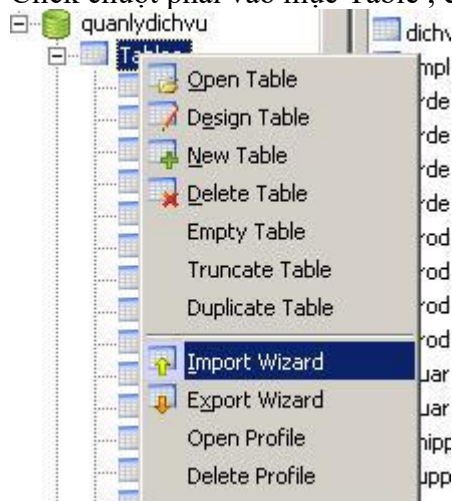 Click chuột phải vào mục Table ,
quanlydichvu
dichv
Tables
Open Table
Design Table
New Table
Delete Table
Empty Table
Truncate Table
Duplicate Table
Import Wizard
Export Wizard
Open Profile
Delete Profile